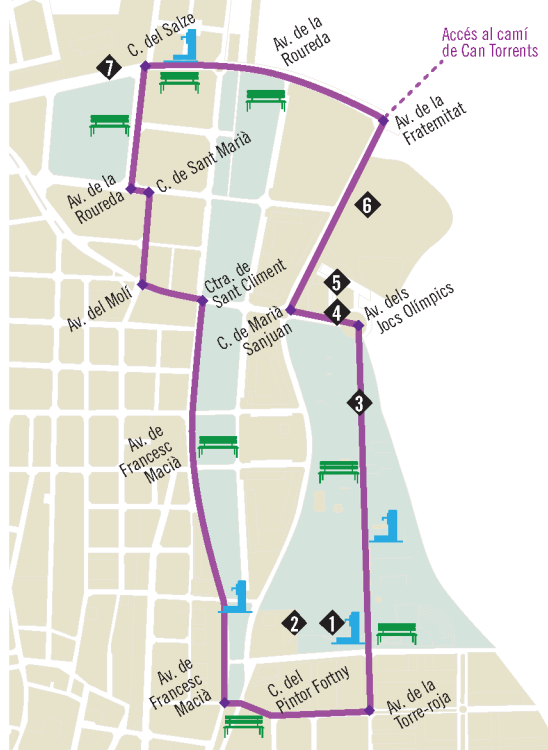 C. del Salze
Av. de la
Roureda
Accés al camí
de Can Torrents
7
Av. de la
Fraternitat
C. de Sant Marià
Av. de la
Roureda
6
Ctra. de
Sant Climent
5
Av. del Molí
C. de Marià
Sanjuan
4
Av. dels
Jocs Olímpics
3
Av. de
Francesc
Macià
2
1
Av. de
Francesc
Macià
C. del
Pintor Fortny
Av. de la
Torre-roja